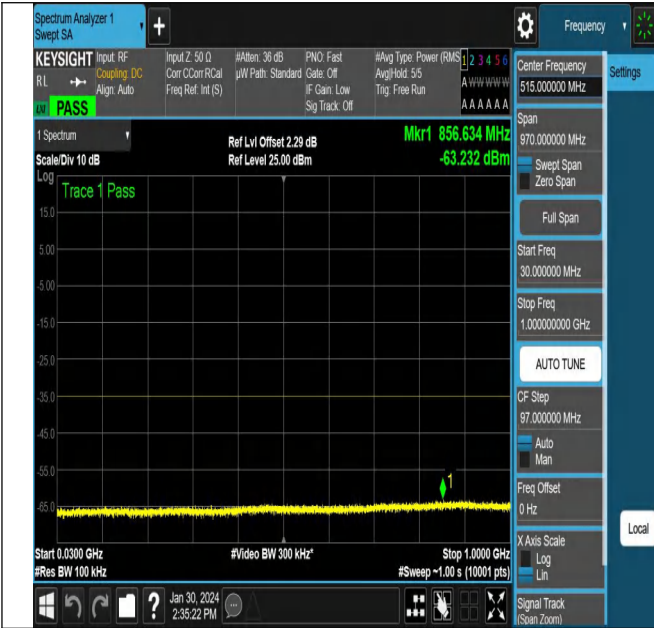 Spectrum Analyzer 1
Swept SA
Frequency
KEYSIGHT
RL
PASS
Input: RF
Coupling: DC
Align: Auto
Input Z: 50 Ω
Corr CCorr RCal
Freq Ref: Int (S)
#Atten: 36 dB
µW Path: Standard
PNO: Fast
Gate: Off
IF Gain: Low
Sig Track: Off
#Avg Type: Power (RMS
Avg|Hold: 5/5
Trig: Free Run
1 2 3 4 5 6
A W W W W W
A A A A A A
Center Frequency
515.000000 MHz
Settings
Span
970.000000 MHz
Swept Span
Zero Span
Full Span
Start Freq
30.000000 MHz
Stop Freq
1.000000000 GHz
AUTO TUNE
CF Step
97.000000 MHz
Auto
Man
Freq Offset
0 Hz
X Axis Scale
Log
Lin
Signal Track
(Span Zoom)
Local
1 Spectrum
Scale/Div 10 dB
Ref Lvl Offset 2.29 dB
Ref Level 25.00 dBm
Mkr1 856.634 MHz
-63.232 dBm
Log
Trace 1 Pass
15.0
5.00
-5.00
-15.0
-25.0
-35.0
-45.0
-55.0
-65.0
1
Start 0.0300 GHz
#Res BW 100 kHz
#Video BW 300 kHz*
Stop 1.0000 GHz
#Sweep ~1.00 s (10001 pts)
?
Jan 30, 2024
2:35:22 PM